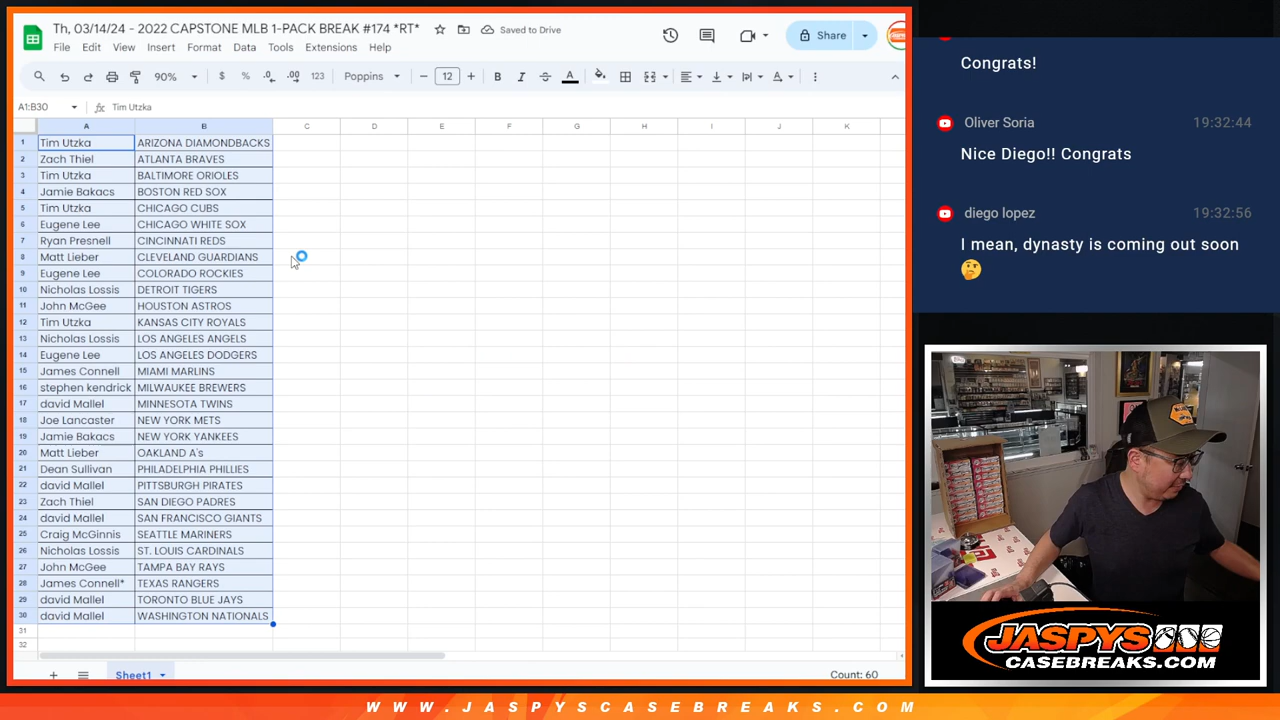 Th, 03/14/24 - 2022 CAPSTONE MLB 1-PACK BREAK #174 *RT*
Saved to Drive
File Edit View Insert Format Data Tools Extensions Help
Share
90% $ % .0 .00 123 Poppins 12 B I A
A1:B30 fx Tim Utzka
A B C D E F G H I J K
1 Tim Utzka ARIZONA DIAMONDBACKS
2 Zach Thiel ATLANTA BRAVES
3 Tim Utzka BALTIMORE ORIOLES
4 Jamie Bakacs BOSTON RED SOX
5 Tim Utzka CHICAGO CUBS
6 Eugene Lee CHICAGO WHITE SOX
7 Ryan Presnell CINCINNATI REDS
8 Matt Lieber CLEVELAND GUARDIANS
9 Eugene Lee COLORADO ROCKIES
10 Nicholas Lossis DETROIT TIGERS
11 John McGee HOUSTON ASTROS
12 Tim Utzka KANSAS CITY ROYALS
13 Nicholas Lossis LOS ANGELES ANGELS
14 Eugene Lee LOS ANGELES DODGERS
15 James Connell MIAMI MARLINS
16 stephen kendrick MILWAUKEE BREWERS
17 david Mallel MINNESOTA TWINS
18 Joe Lancaster NEW YORK METS
19 Jamie Bakacs NEW YORK YANKEES
20 Matt Lieber OAKLAND A's
21 Dean Sullivan PHILADELPHIA PHILLIES
22 david Mallel PITTSBURGH PIRATES
23 Zach Thiel SAN DIEGO PADRES
24 david Mallel SAN FRANCISCO GIANTS
25 Craig McGinnis SEATTLE MARINERS
26 Nicholas Lossis ST. LOUIS CARDINALS
27 John McGee TAMPA BAY RAYS
28 James Connell* TEXAS RANGERS
29 david Mallel TORONTO BLUE JAYS
30 david Mallel WASHINGTON NATIONALS
31
32
Sheet1 Count: 60
Congrats!
Oliver Soria 19:32:44
Nice Diego!! Congrats
diego lopez 19:32:56
I mean, dynasty is coming out soon
🤔
JASPYS
CASEBREAKS.COM
WWW.JASPYSCASEBREAKS.COM